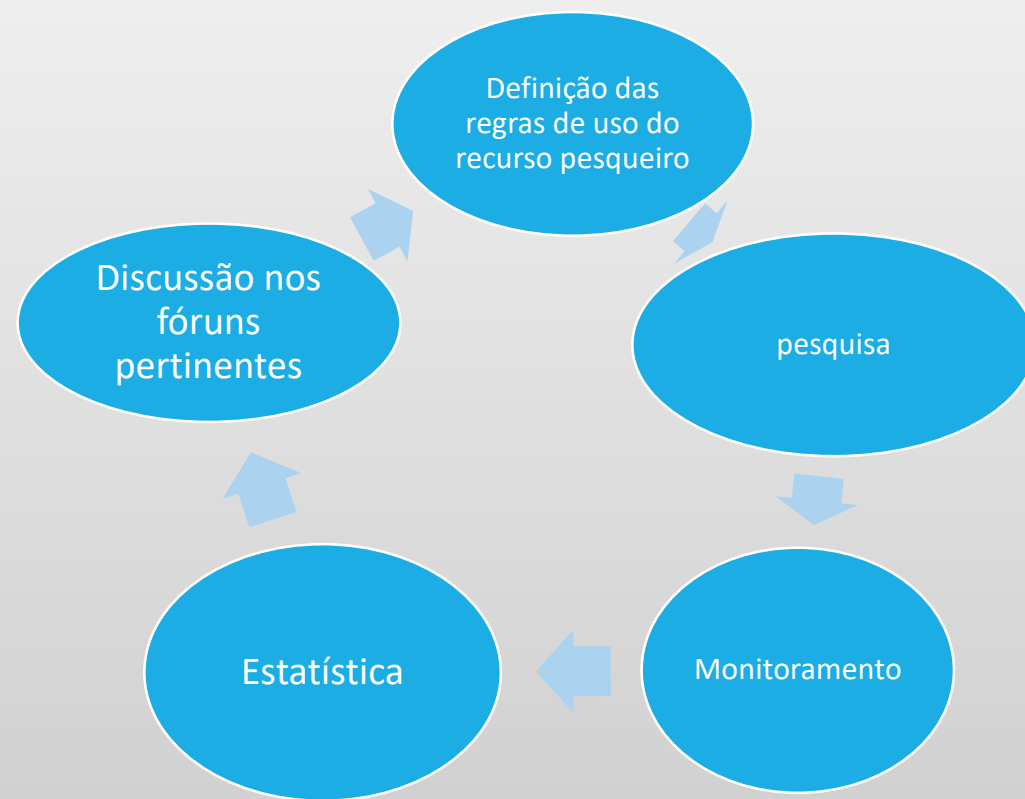 Definição das
regras de uso do
recurso pesqueiro
pesquisa
Monitoramento
Estatística
Discussão nos
fóruns
pertinentes